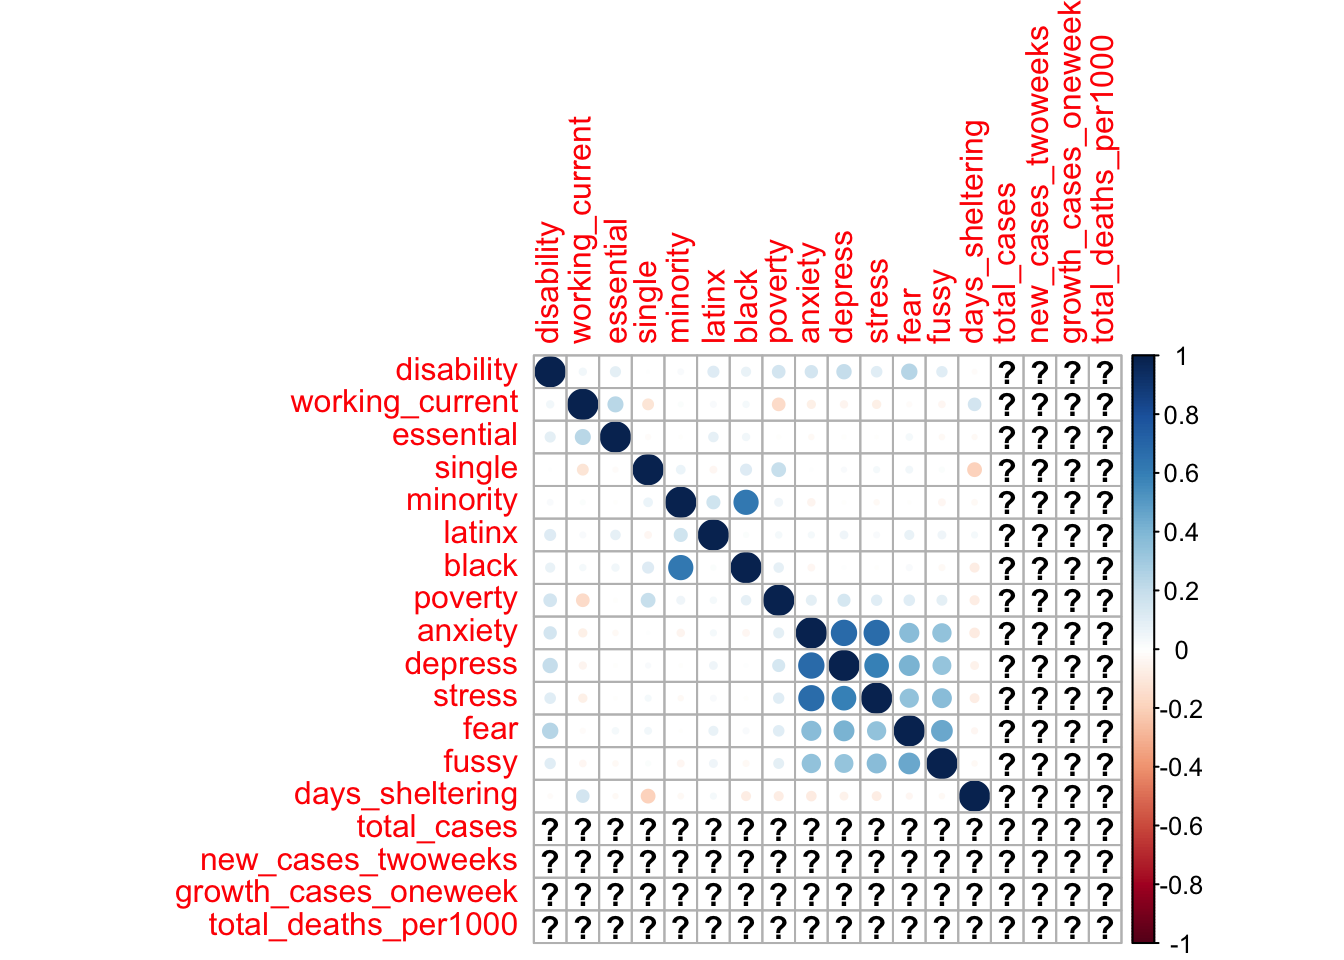 disability
working_current
essential
single
minority
latinx
black
poverty
anxiety
depress
stress
fear
fussy
days_sheltering
total_cases
new_cases_twoweeks
growth_cases_oneweek
total_deaths_per1000
disability ? ? ? ?
working_current ? ? ? ?
essential ? ? ? ?
single ? ? ? ?
minority ? ? ? ?
latinx ? ? ? ?
black ? ? ? ?
poverty ? ? ? ?
anxiety ? ? ? ?
depress ? ? ? ?
stress ? ? ? ?
fear ? ? ? ?
fussy ? ? ? ?
days_sheltering ? ? ? ?
total_cases ? ? ? ? ? ? ? ? ? ? ? ? ? ? ? ? ? ?
new_cases_twoweeks ? ? ? ? ? ? ? ? ? ? ? ? ? ? ? ? ? ?
growth_cases_oneweek ? ? ? ? ? ? ? ? ? ? ? ? ? ? ? ? ? ?
total_deaths_per1000 ? ? ? ? ? ? ? ? ? ? ? ? ? ? ? ? ? ?
1
0.8
0.6
0.4
0.2
0
-0.2
-0.4
-0.6
-0.8
-1